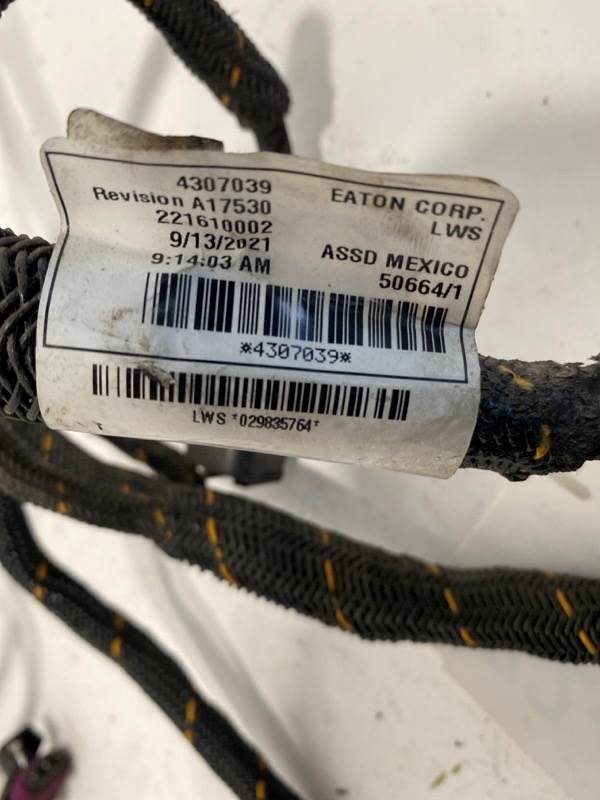 4307039
Revision A17530
221610002
9/13/2021
9:14:03 AM
EATON CORP.
LWS
ASSD MEXICO
50664/1
*4307039*
LWS *029835764*